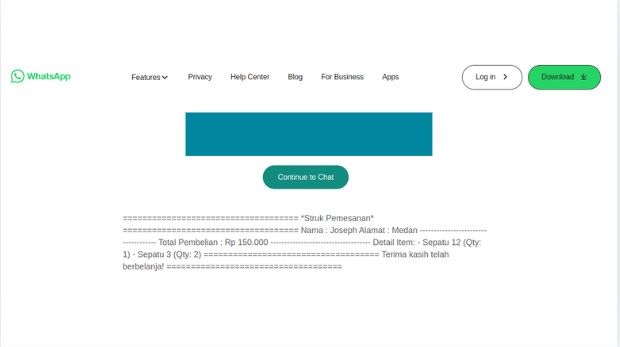 WhatsApp
Features Privacy Help Center Blog For Business Apps Log in Download
Continue to Chat
==================================== *Struk Pemesanan*
==================================== Nama : Joseph Alamat : Medan ------------------------
------------ Total Pembelian : Rp 150.000 ------------------------------------ Detail Item: - Sepatu 12 (Qty:
1) - Sepatu 3 (Qty: 2) ==================================== Terima kasih telah
berbelanja! ====================================